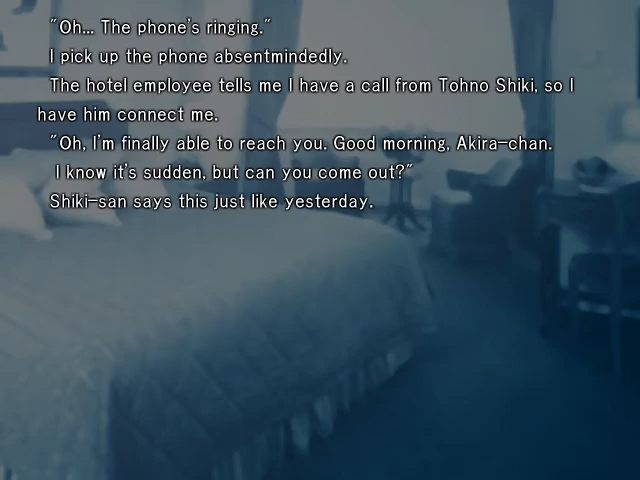 "Oh... The phone's ringing."
I pick up the phone absentmindedly.
The hotel employee tells me I have a call from Tohno Shiki, so I
have him connect me.
"Oh, I'm finally able to reach you. Good morning, Akira-chan.
I know it's sudden, but can you come out?"
Shiki-san says this just like yesterday.